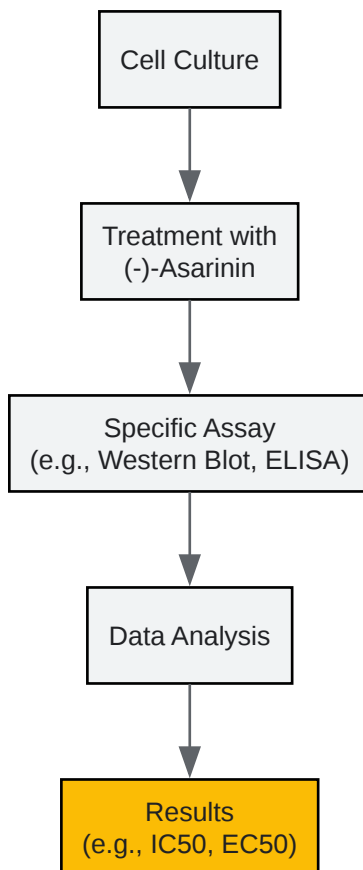 Cell Culture
Treatment with
(-)-Asarinin
Specific Assay
(e.g., Western Blot, ELISA)
Data Analysis
Results
(e.g., IC50, EC50)